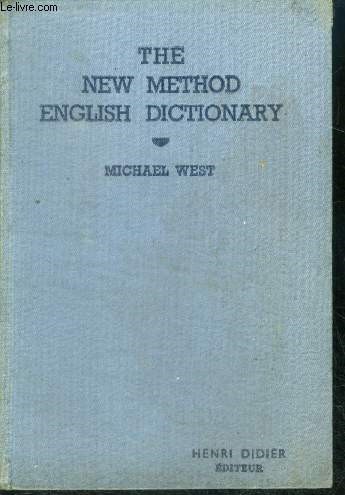 Le-livre.com
THE
NEW METHOD
ENGLISH DICTIONARY
MICHAEL WEST
HENRI DIDIER
ÉDITEUR